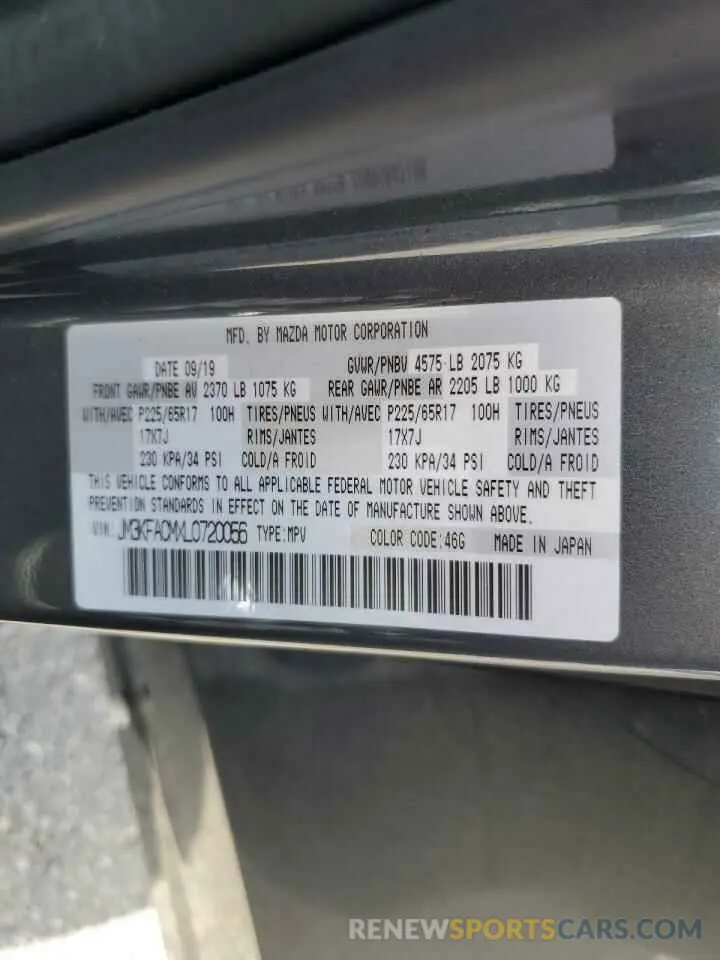 MFD. BY MAZDA MOTOR CORPORATION
DATE 09/19 GVWR/PNBV 4575 LB 2075 KG
FRONT GAWR/PNBE AV 2370 LB 1075 KG REAR GAWR/PNBE AR 2205 LB 1000 KG
WITH/AVEC P225/65R17 100H TIRES/PNEUS WITH/AVEC P225/65R17 100H TIRES/PNEUS
17X7J RIMS/JANTES 17X7J RIMS/JANTES
230 KPA/34 PSI COLD/A FROID 230 KPA/34 PSI COLD/A FROID
THIS VEHICLE CONFORMS TO ALL APPLICABLE FEDERAL MOTOR VEHICLE SAFETY AND THEFT
PREVENTION STANDARDS IN EFFECT ON THE DATE OF MANUFACTURE SHOWN ABOVE.
VIN: JM3KFACMXL0720056 TYPE:MPV COLOR CODE:46G MADE IN JAPAN
RENEWSPORTSCARS.COM